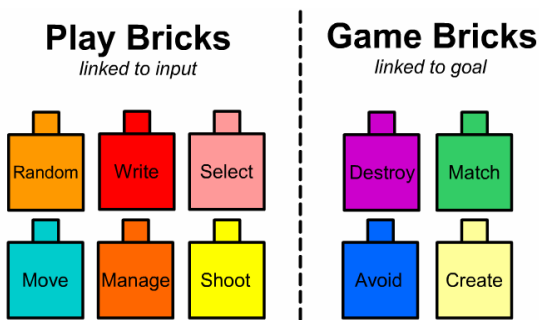 Play Bricks
linked to input
Random
Write
Select
Move
Manage
Shoot
Game Bricks
linked to goal
Destroy
Match
Avoid
Create